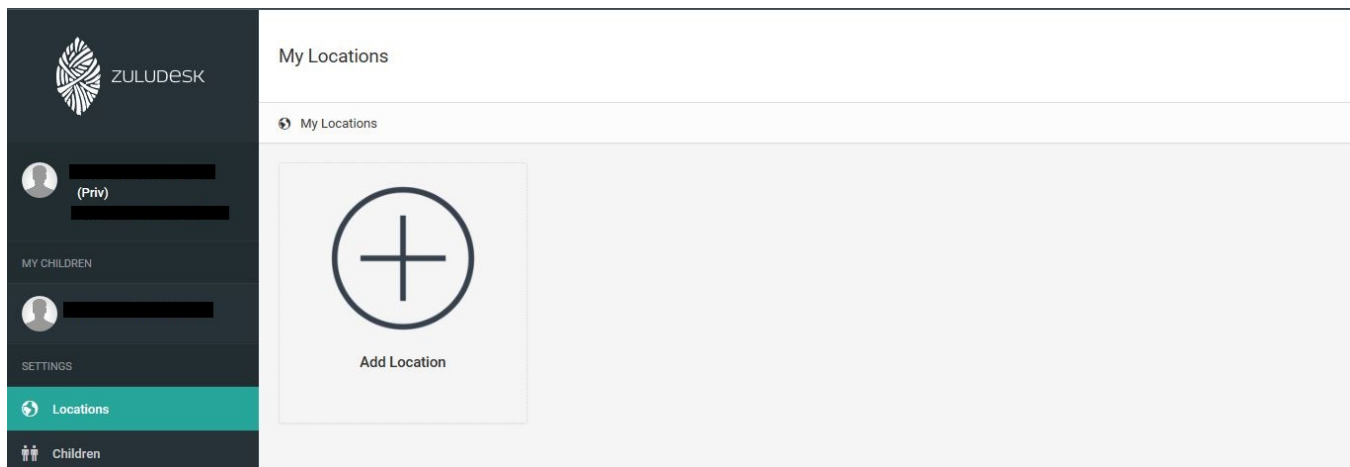 ZULUDESK
My Locations
My Locations
(Priv)
MY CHILDREN
Add Location
SETTINGS
Locations
Children